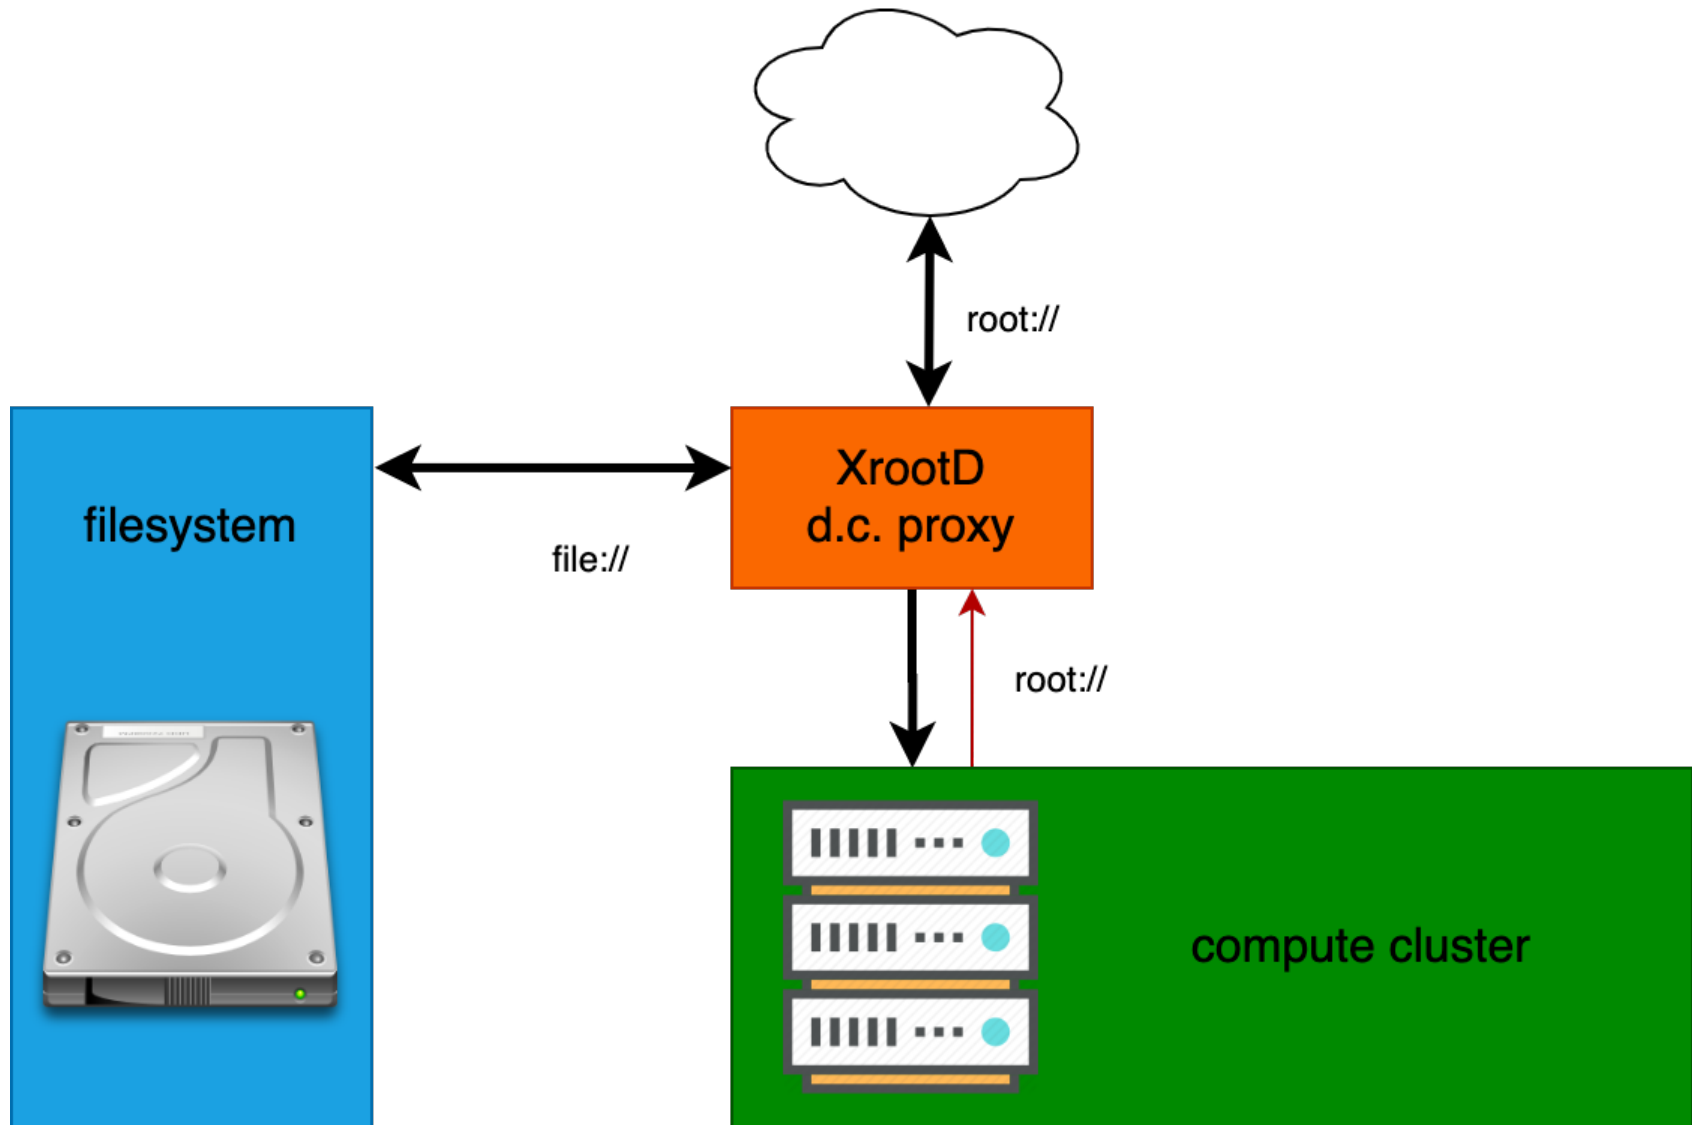 root://
XrootD
d.c. proxy
filesystem
file://
root://
compute cluster